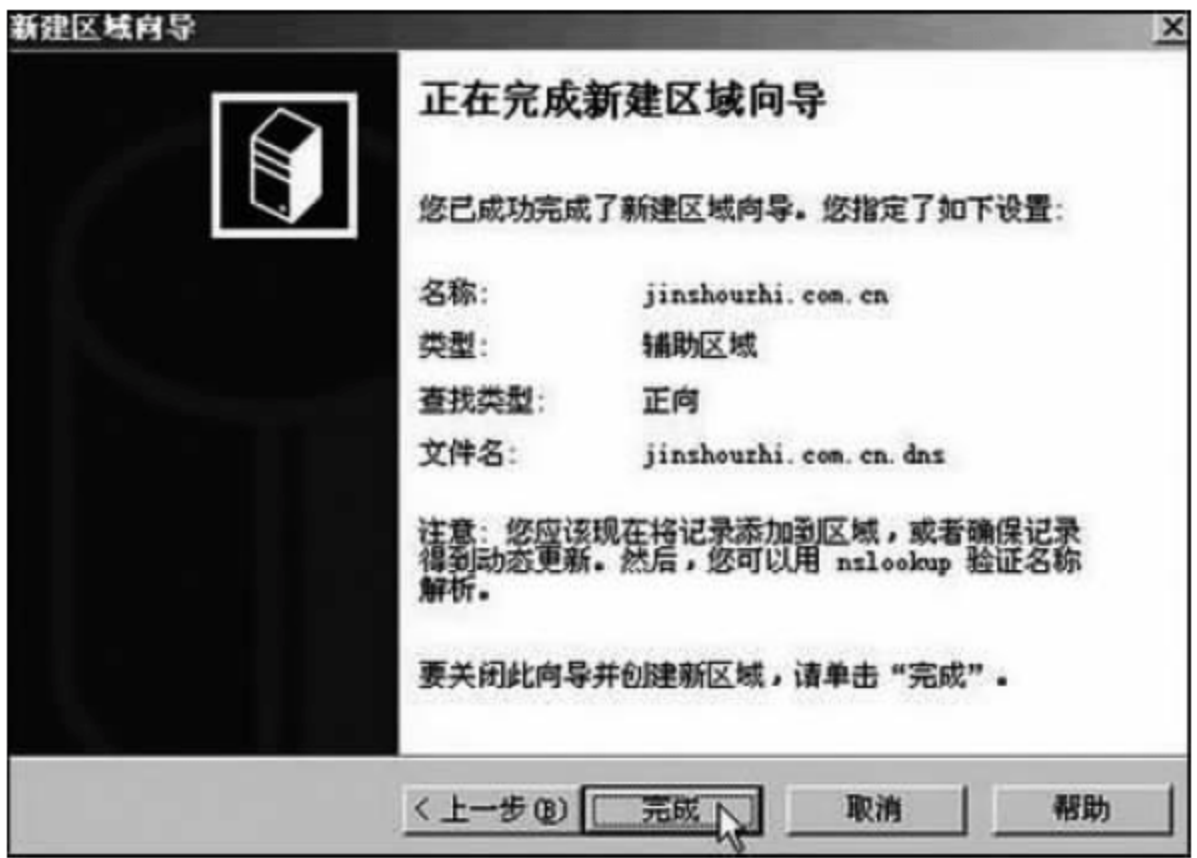 新建区域向导
正在完成新建区域向导
您已成功完成了新建区域向导。您指定了如下设置:
名称: jinshouzhi.com.cn
类型: 辅助区域
查找类型: 正向
文件名: jinshouzhi.com.cn.dns
注意: 您应该现在将记录添加到区域，或者确保记录
得到动态更新。然后，您可以用 nslookup 验证名称
解析。
要关闭此向导并创建新区域，请单击“完成”。
< 上一步(B) 完成 取消 帮助